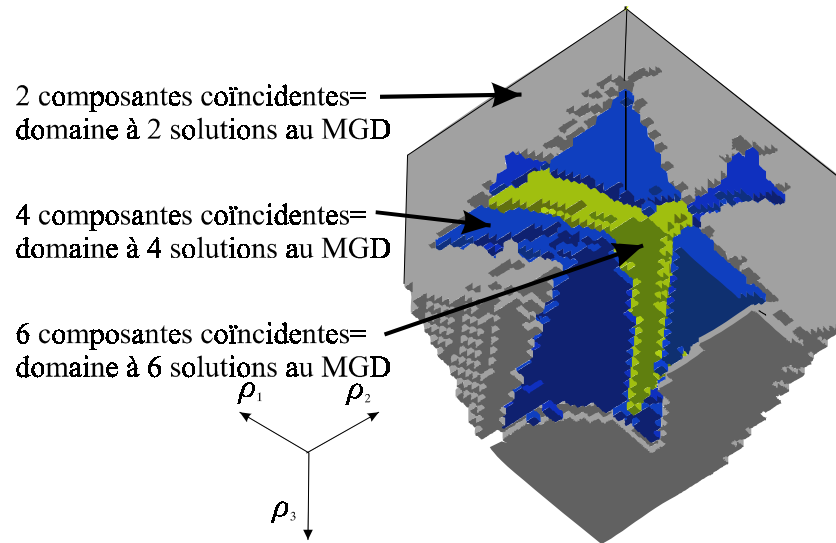 2 composantes coïncidentes=
domaine à 2 solutions au MGD
4 composantes coïncidentes=
domaine à 4 solutions au MGD
6 composantes coïncidentes=
domaine à 6 solutions au MGD
ρ₁
ρ₂
ρ₃